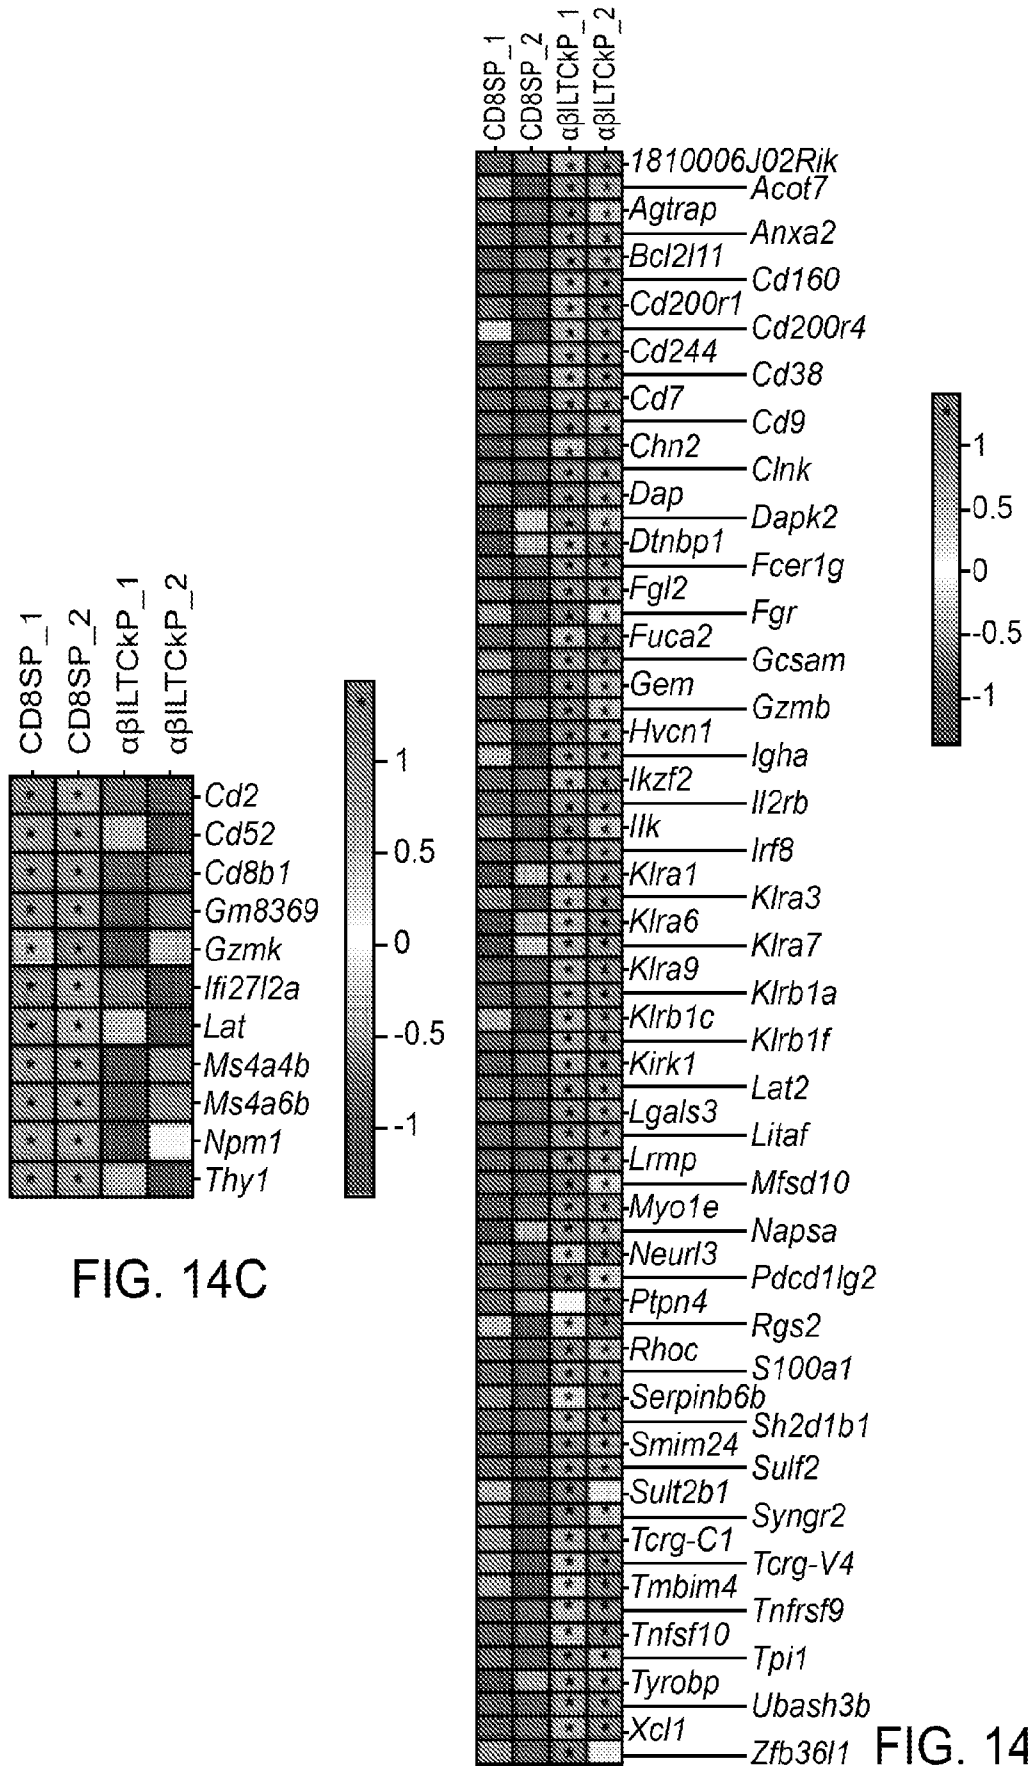 CD8SP_1
CD8SP_2
αβILTCkP_1
αβILTCkP_2
Cd2
Cd52
Cd8b1
Gm8369
Gzmk
Ifi27l2a
Lat
Ms4a4b
Ms4a6b
Npm1
Thy1
1
0.5
0
-0.5
-1
FIG. 14C
CD8SP_1
CD8SP_2
αβILTCkP_1
αβILTCkP_2
1810006J02Rik
Acot7
Agtrap
Anxa2
Bcl2l11
Cd160
Cd200r1
Cd200r4
Cd244
Cd38
Cd7
Cd9
Chn2
Clnk
Dap
Dapk2
Dtnbp1
Fcer1g
Fgl2
Fgr
Fuca2
Gcsam
Gem
Gzmb
Hvcn1
Igha
Ikzf2
Il2rb
Ilk
Irf8
Klra1
Klra3
Klra6
Klra7
Klra9
Klrb1a
Klrb1c
Klrb1f
Kirk1
Lat2
Lgals3
Litaf
Lrmp
Mfsd10
Myo1e
Napsa
Neurl3
Pdcd1lg2
Ptpn4
Rgs2
Rhoc
S100a1
Serpinb6b
Sh2d1b1
Smim24
Sulf2
Sult2b1
Syngr2
Tcrg-C1
Tcrg-V4
Tmbim4
Tnfrsf9
Tnfsf10
Tpi1
Tyrobp
Ubash3b
Xcl1
Zfb36l1
1
0.5
0
-0.5
-1
FIG. 14